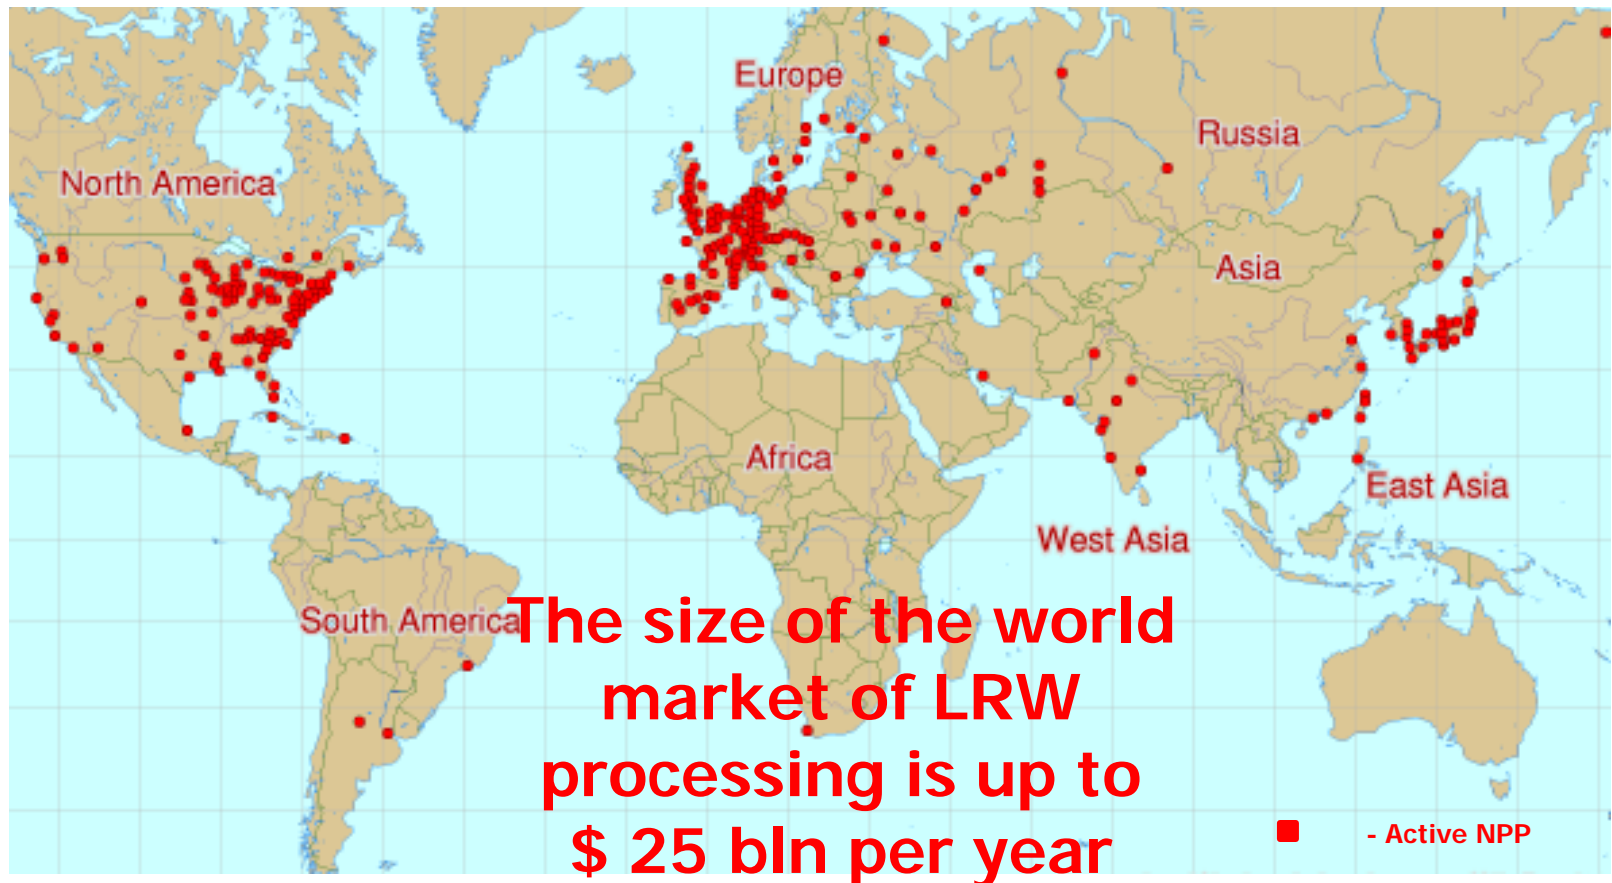 Europe
Russia
North America
Asia
Africa
East Asia
West Asia
South America
The size of the world
market of LRW
processing is up to
$ 25 bln per year
- Active NPP